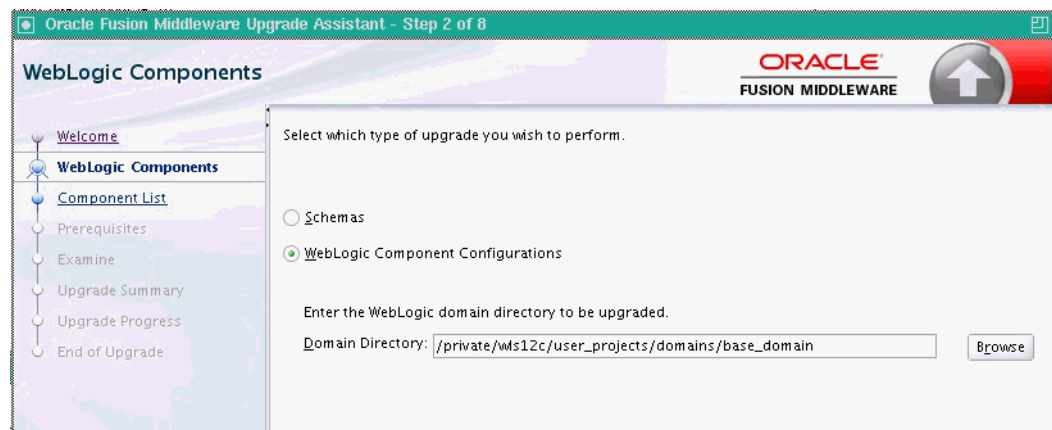 Oracle Fusion Middleware Upgrade Assistant - Step 2 of 8
WebLogic Components
ORACLE
FUSION MIDDLEWARE
Welcome
WebLogic Components
Component List
Prerequisites
Examine
Upgrade Summary
Upgrade Progress
End of Upgrade
Select which type of upgrade you wish to perform.
Schemas
WebLogic Component Configurations
Enter the WebLogic domain directory to be upgraded.
Domain Directory: /private/wls12c/user_projects/domains/base_domain Browse